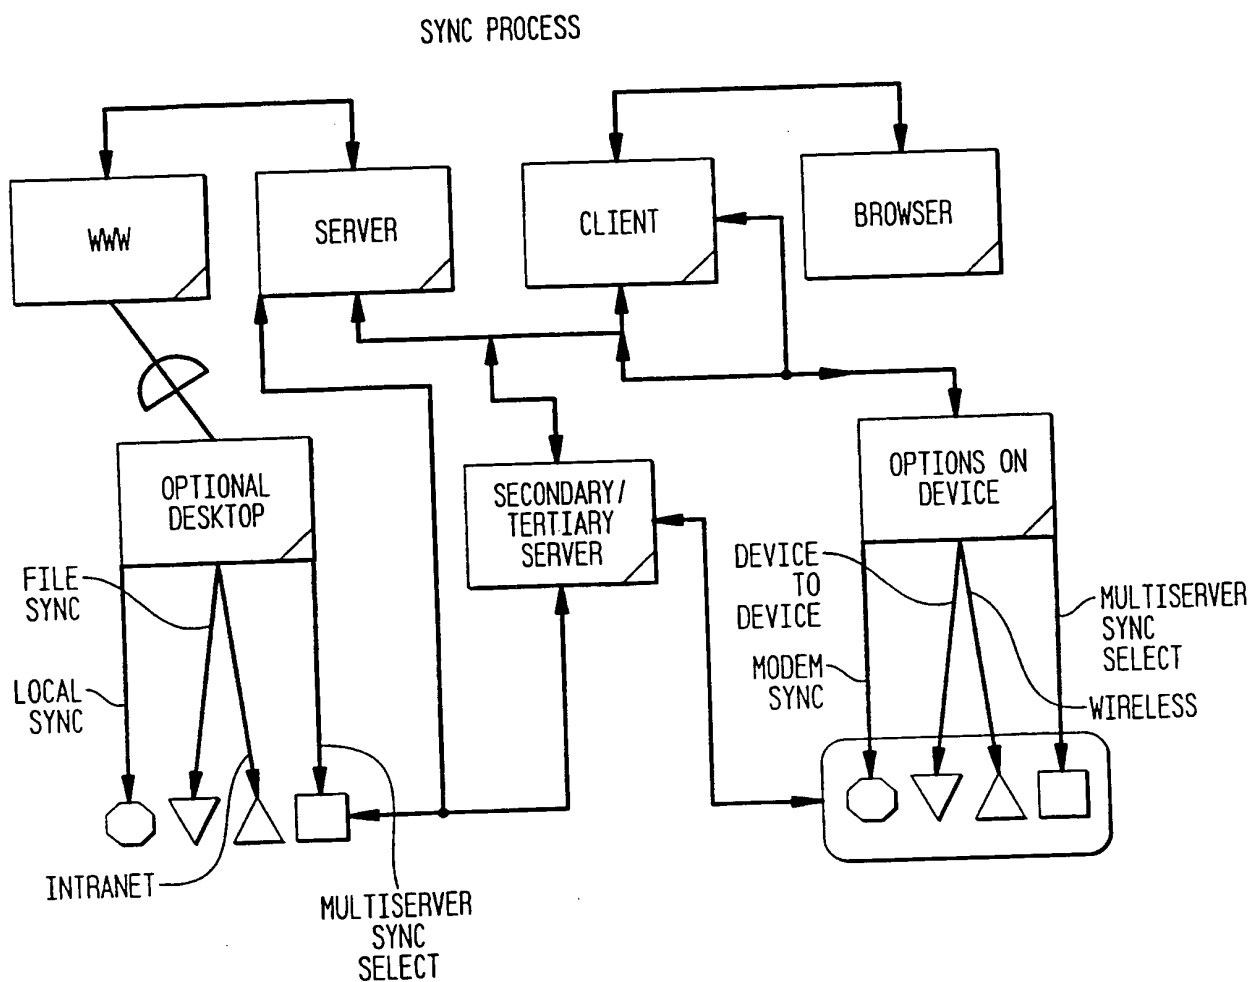 SYNC PROCESS
WWW
SERVER
CLIENT
BROWSER
OPTIONAL
DESKTOP
SECONDARY/
TERTIARY
SERVER
OPTIONS ON
DEVICE
FILE
SYNC
LOCAL
SYNC
INTRANET
MULTISERVER
SYNC
SELECT
DEVICE
TO
DEVICE
MODEM
SYNC
MULTISERVER
SYNC
SELECT
WIRELESS